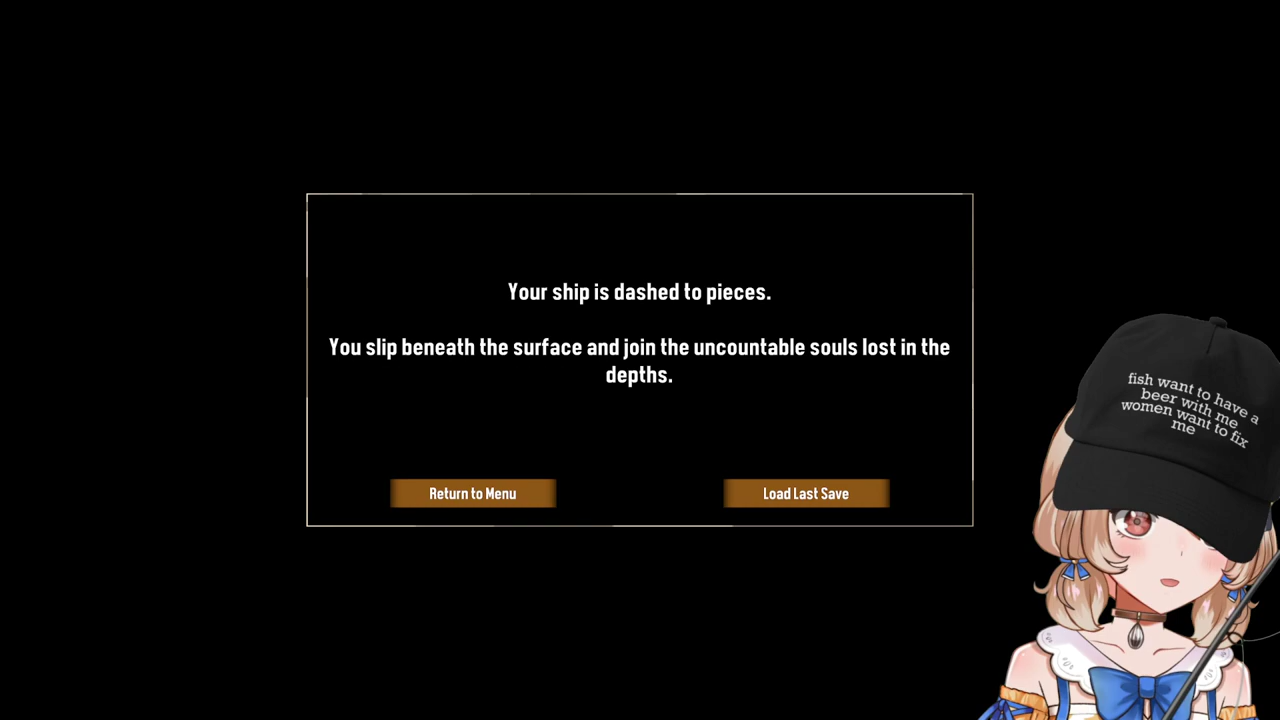 Your ship is dashed to pieces.
You slip beneath the surface and join the uncountable souls lost in the
depths.
fish want to have a
beer with me
women want to fix
me
Return to Menu
Load Last Save